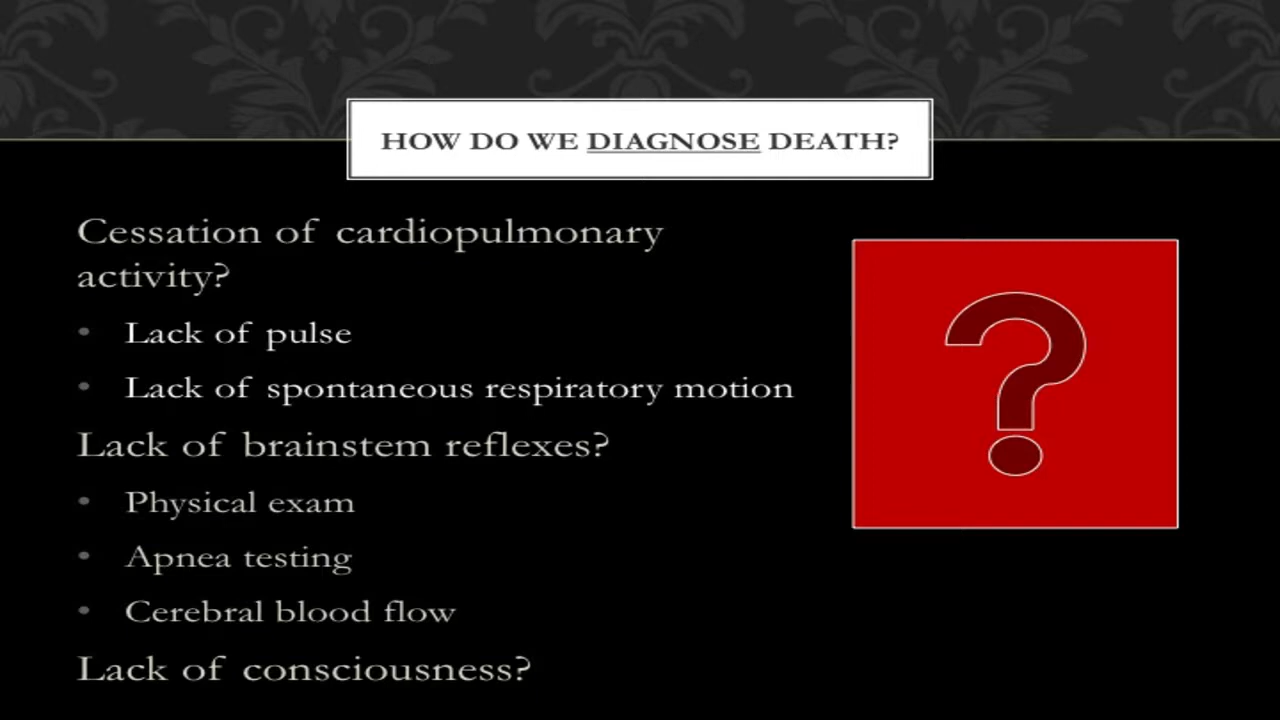 HOW DO WE DIAGNOSE DEATH?
Cessation of cardiopulmonary
activity?
• Lack of pulse
• Lack of spontaneous respiratory motion
Lack of brainstem reflexes?
• Physical exam
• Apnea testing
• Cerebral blood flow
Lack of consciousness?
?